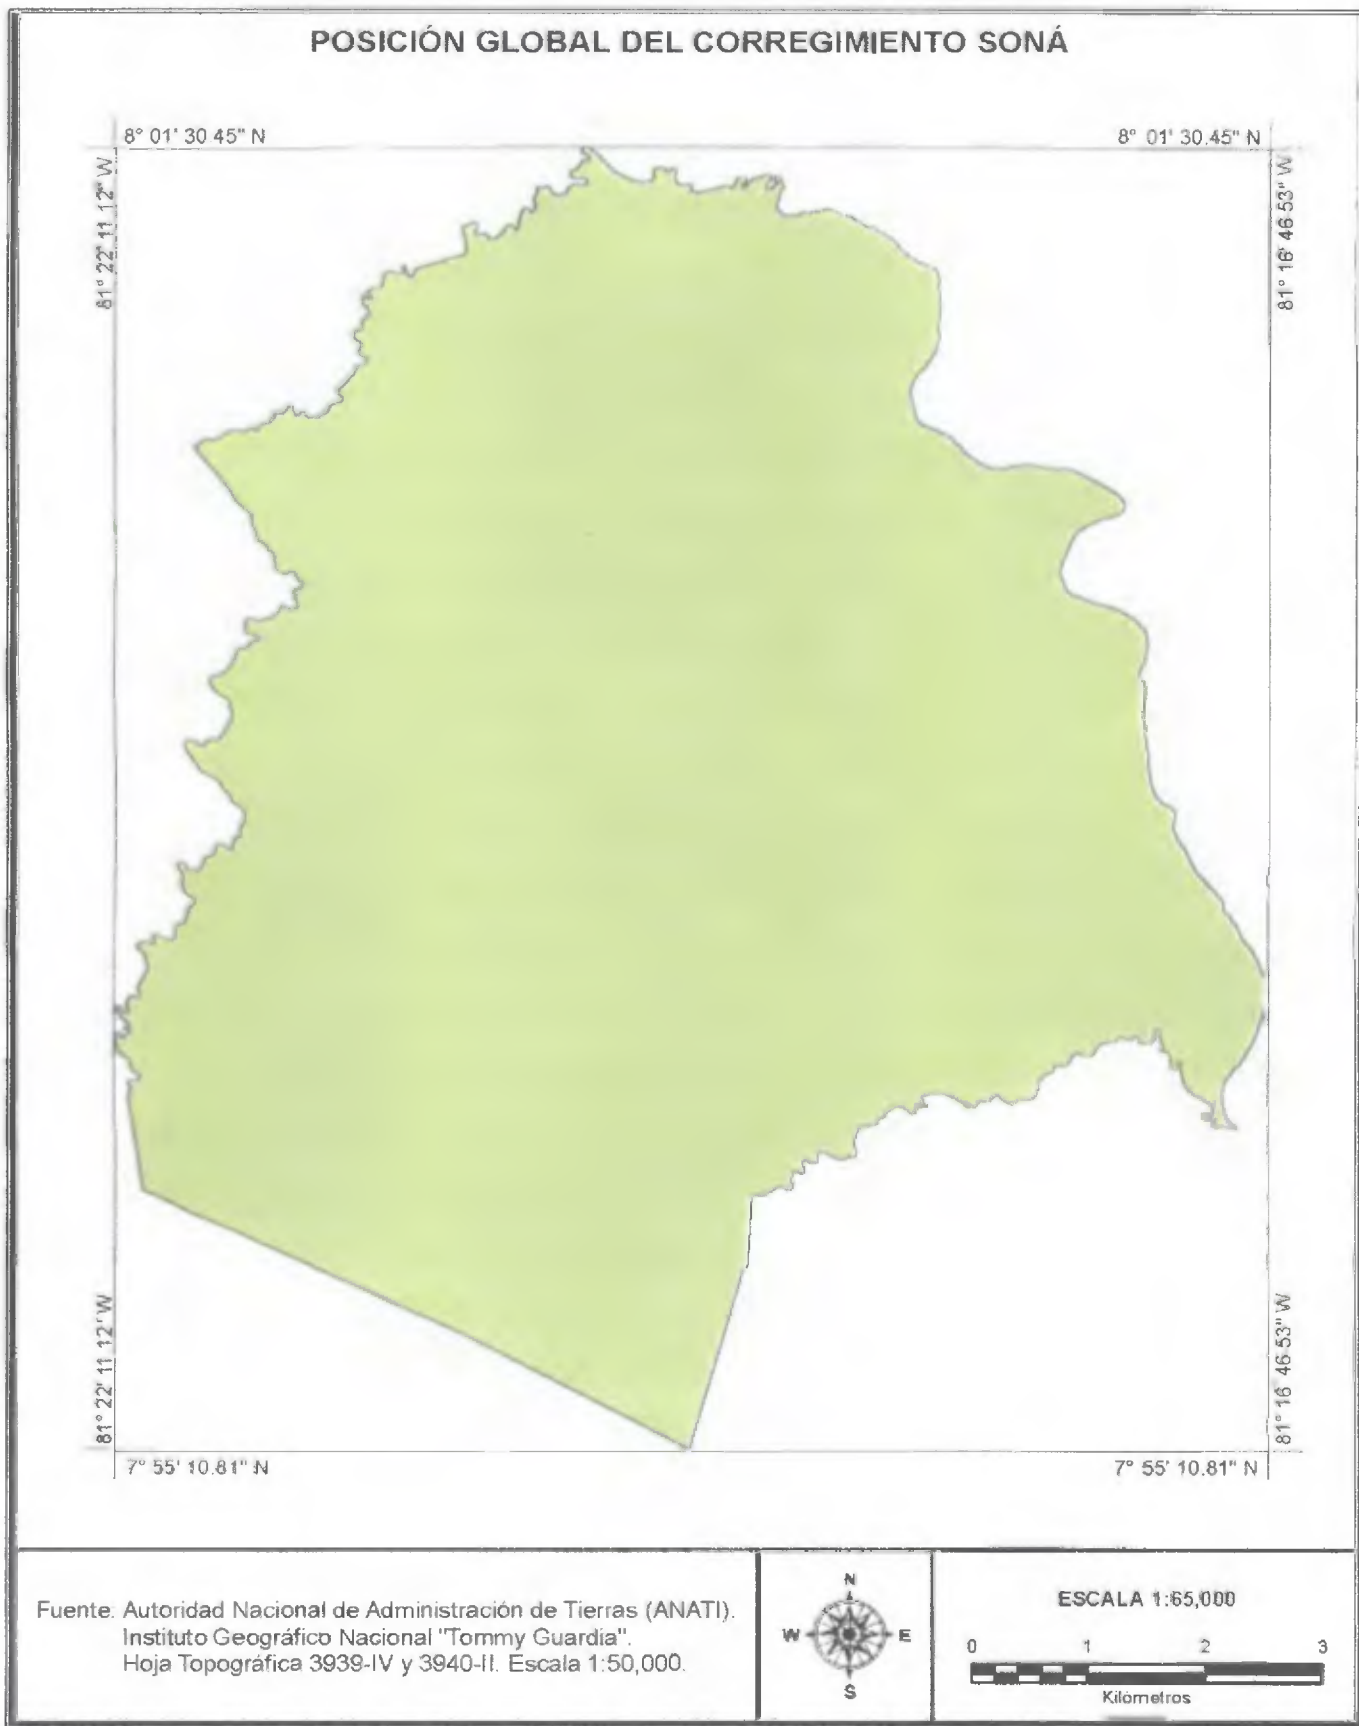 POSICIÓN GLOBAL DEL CORREGIMIENTO SONÁ
8° 01' 30.45" N
8° 01' 30.45" N
81° 22' 11.12" W
81° 16' 46.53" W
81° 22' 11.12" W
81° 16' 46.53" W
7° 55' 10.81" N
7° 55' 10.81" N
Fuente: Autoridad Nacional de Administración de Tierras (ANATI).
Instituto Geográfico Nacional "Tommy Guardia".
Hoja Topográfica 3939-IV y 3940-II. Escala 1:50,000.
N
W
E
S
ESCALA 1:65,000
0 1 2 3
Kilómetros